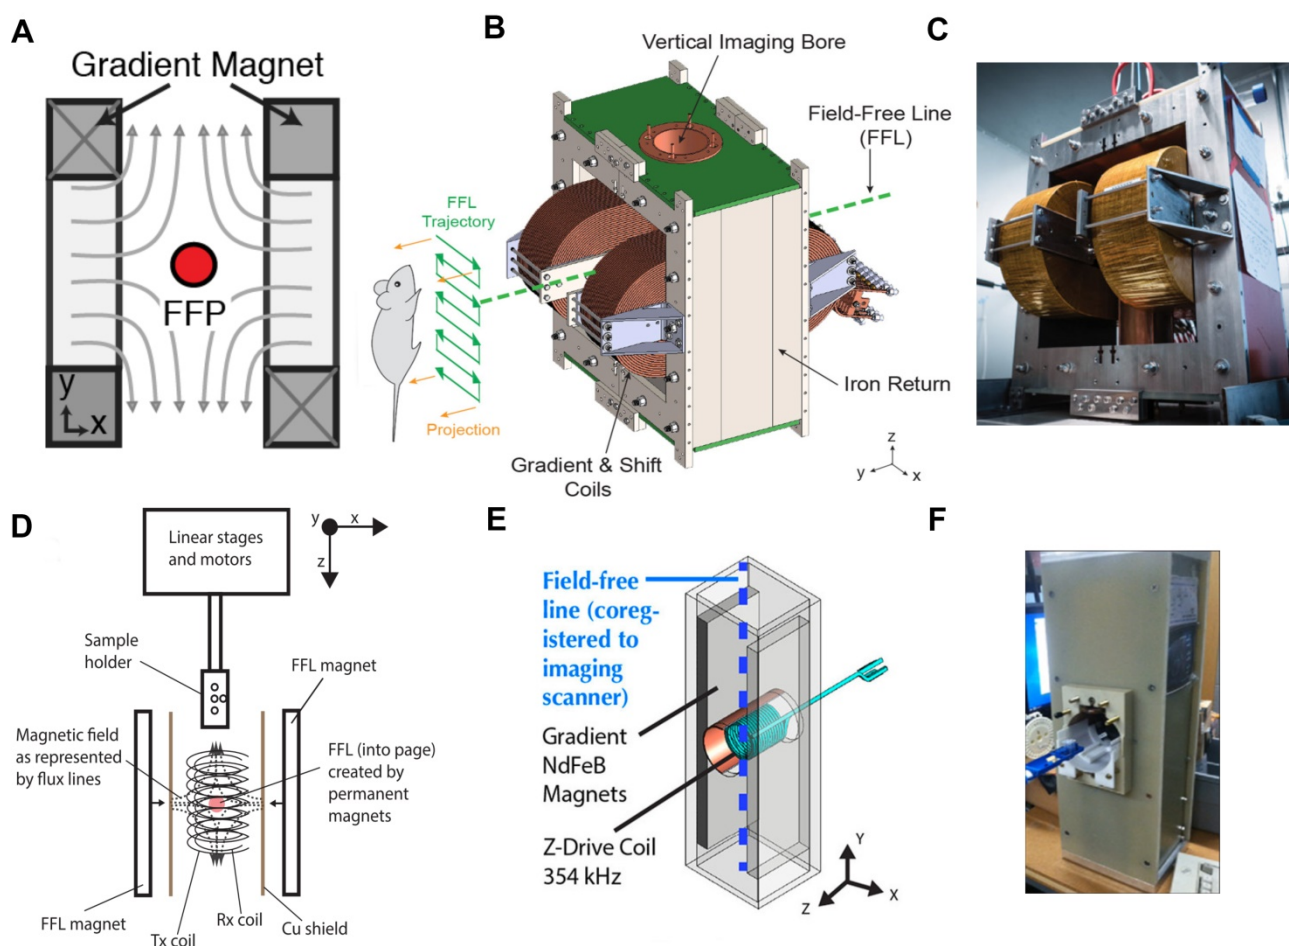 A
Gradient Magnet
FFP
y
x
B
Vertical Imaging Bore
Field-Free Line
(FFL)
FFL
Trajectory
Projection
Iron Return
Gradient & Shift
Coils
z
y
x
C
D
Linear stages
and motors
y
x
z
Sample
holder
FFL magnet
Magnetic field
as represented
by flux lines
FFL (into page)
created by
permanent
magnets
FFL magnet
Tx coil
Rx coil
Cu shield
E
Field-free
line (coreg-
istered to
imaging
scanner)
Gradient
NdFeB
Magnets
Z-Drive Coil
354 kHz
Y
X
Z
F